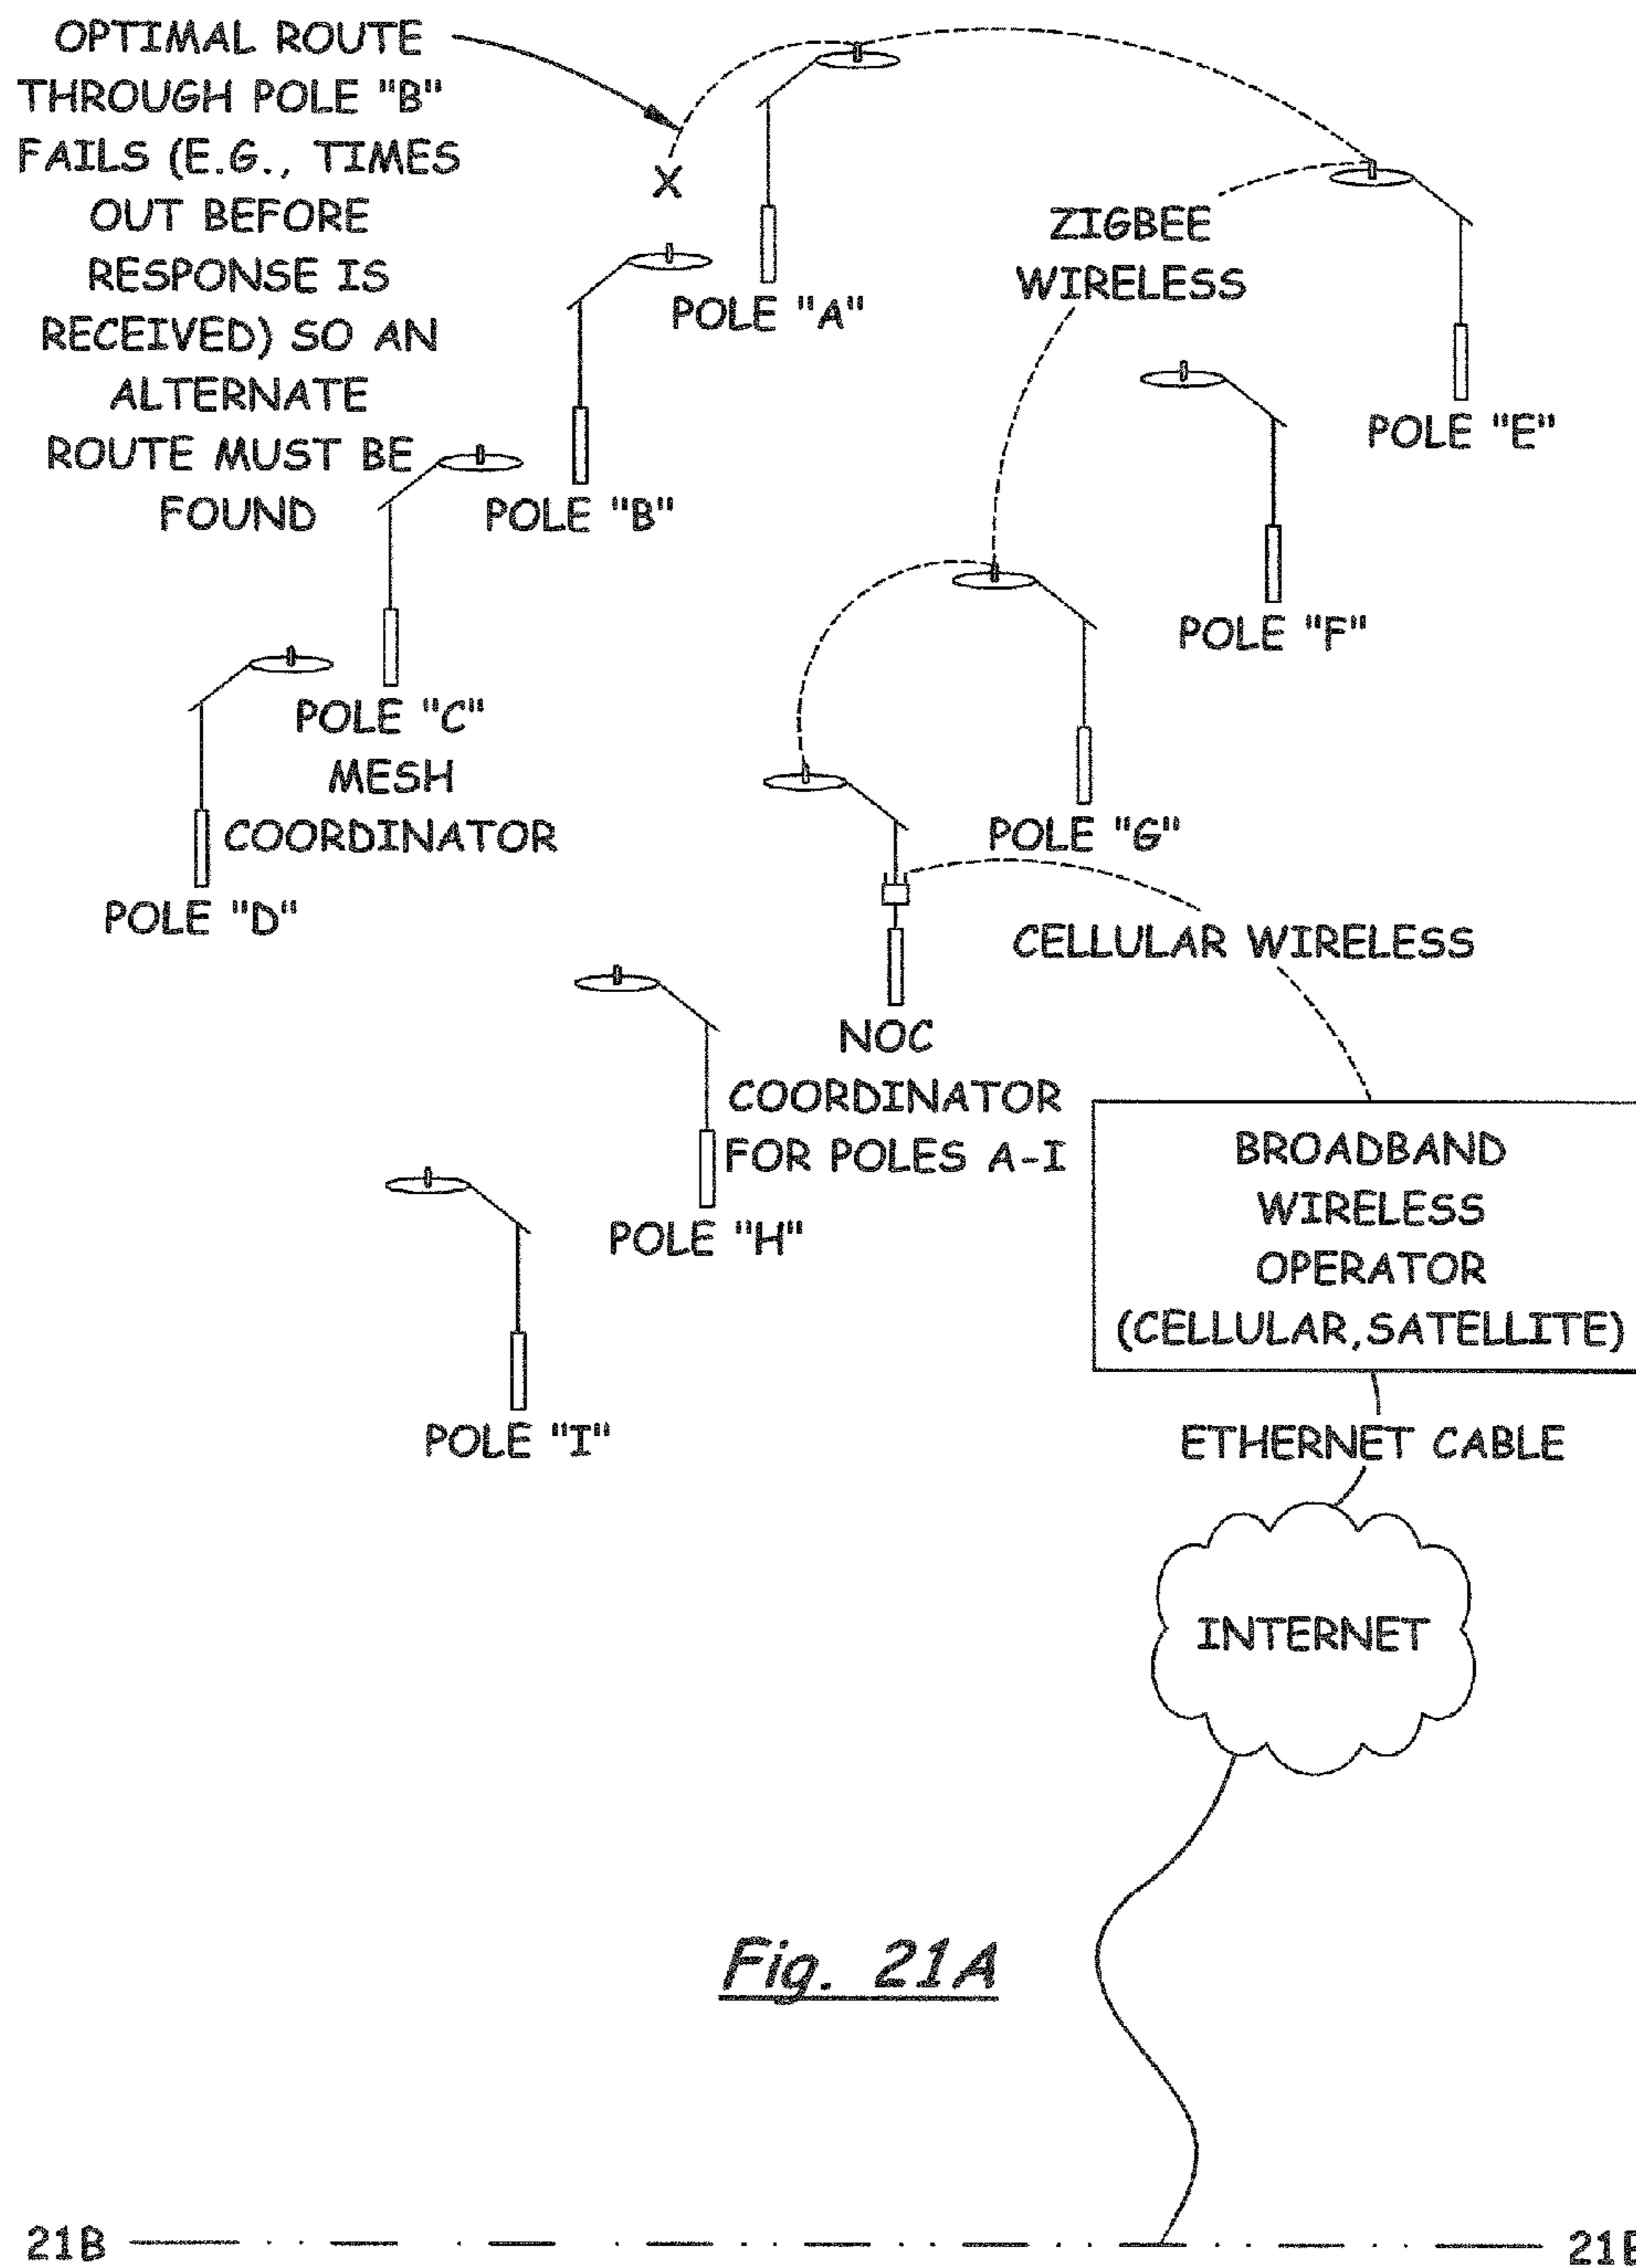 OPTIMAL ROUTE
THROUGH POLE "B"
FAILS (E.G., TIMES
OUT BEFORE
RESPONSE IS
RECEIVED) SO AN
ALTERNATE
ROUTE MUST BE
FOUND
X
POLE "A"
ZIGBEE
WIRELESS
POLE "E"
POLE "B"
POLE "F"
POLE "C"
MESH
COORDINATOR
POLE "G"
POLE "D"
CELLULAR WIRELESS
NOC
COORDINATOR
FOR POLES A-I
POLE "H"
BROADBAND
WIRELESS
OPERATOR
(CELLULAR, SATELLITE)
POLE "I"
ETHERNET CABLE
INTERNET
Fig. 21A
21B